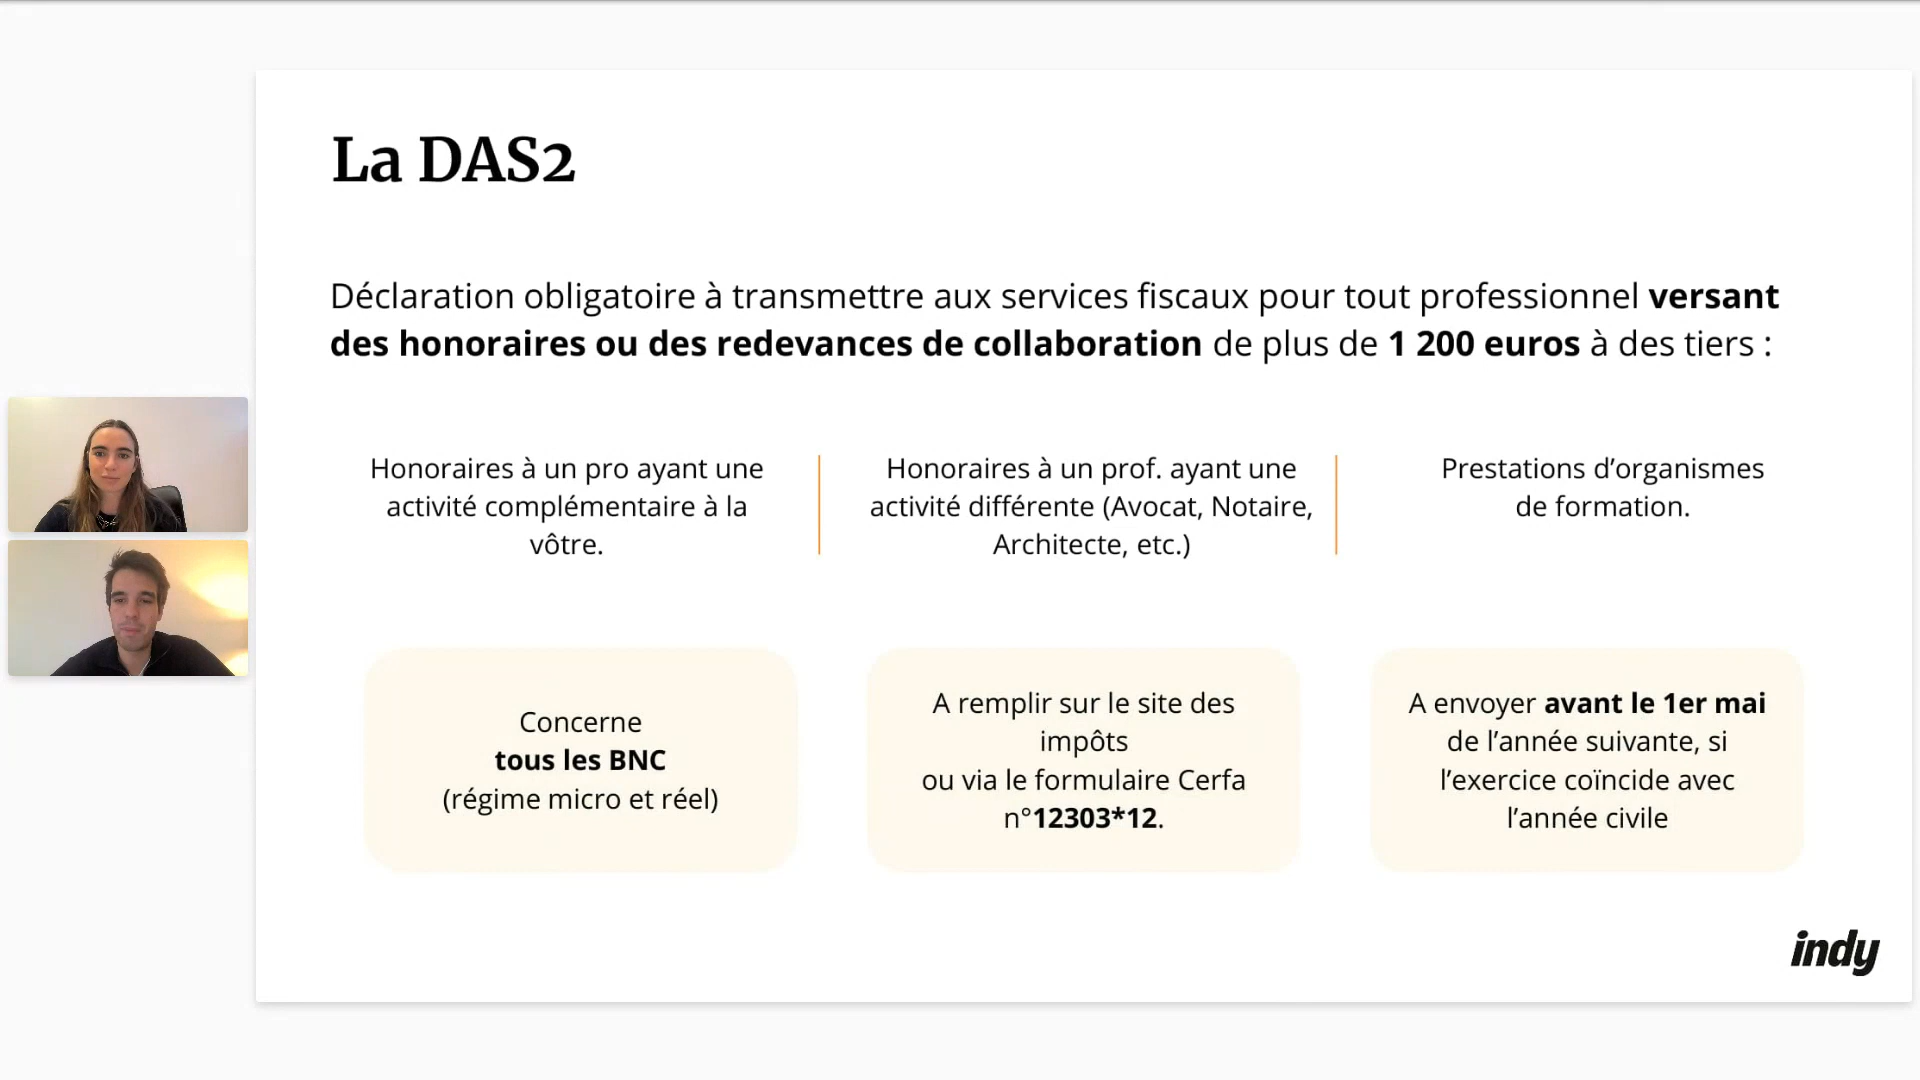 La DAS2
Déclaration obligatoire à transmettre aux services fiscaux pour tout professionnel versant
des honoraires ou des redevances de collaboration de plus de 1 200 euros à des tiers :
Honoraires à un pro ayant une
activité complémentaire à la
vôtre.
Honoraires à un prof. ayant une
activité différente (Avocat, Notaire,
Architecte, etc.)
Prestations d’organismes
de formation.
Concerne
tous les BNC
(régime micro et réel)
A remplir sur le site des
impôts
ou via le formulaire Cerfa
n°12303*12.
A envoyer avant le 1er mai
de l’année suivante, si
l’exercice coïncide avec
l’année civile
indy